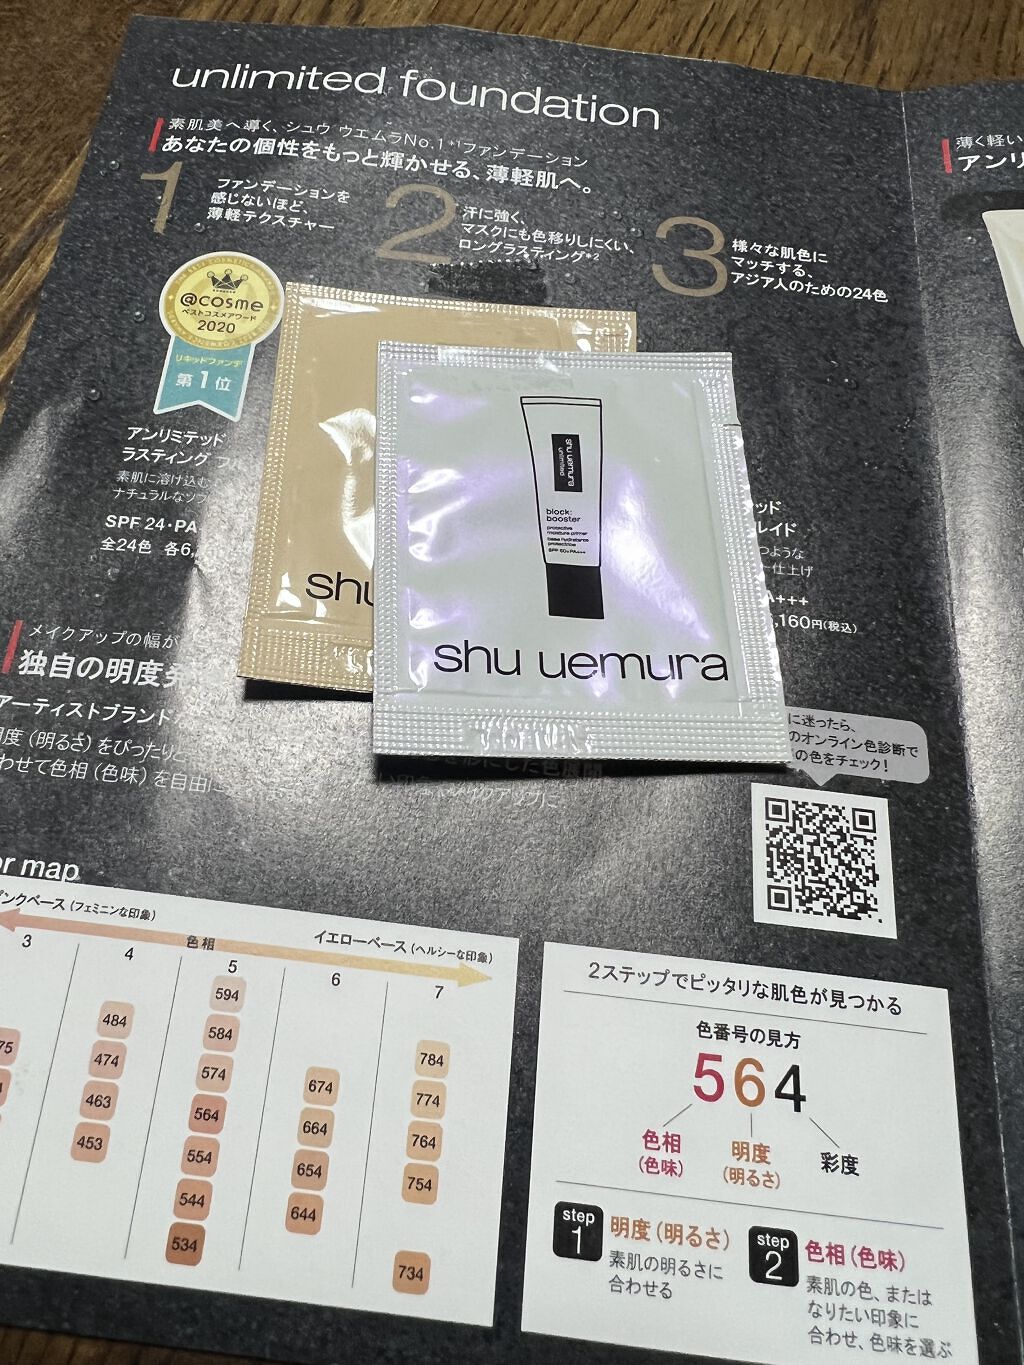 unlimited foundation
素肌美へ導く、シュウ ウエムラNo.1*1ファンデーション
あなたの個性をもっと輝かせる、薄軽肌へ。
1
ファンデーションを
感じないほど、
薄軽テクスチャー
2
汗に強く、
マスクにも色移りしにくい、
ロングラスティング*2
3
様々な肌色に
マッチする、
アジア人のための24色
薄く軽い
アンリ
@cosme
ベストコスメアワード
2020
リキッドファンデ
第1位
アンリミテッド
ラスティング フ
素肌に溶け込む
ナチュラルなツ
SPF 24・PA
全24色 各6,
shu
shu uemura
unlimited
block:
booster
protective
moisture primer
base hydratante
protectrice
SPF 50+ PA+++
shu uemura
ッド
レイド
つような
ー仕上げ
A+++
,160円(税込)
メイクアップの幅が
独自の明度
アーティストブランド
度（明るさ）をぴったり
わせて色相（色味）を自由に
に迷ったら、
のオンライン色診断で
の色をチェック!
or map
ンクベース（フェミニンな印象）
色相
イエローベース（ヘルシーな印象）
3 4 5 6 7
594
484 584
75 474 574 674 784
463 564 664 774
453 554 654 764
544 644 754
534 734
2ステップでピッタリな肌色が見つかる
色番号の見方
564
色相
（色味）
明度
（明るさ）
彩度
step
1
明度（明るさ）
素肌の明るさに
合わせる
step
2
色相（色味）
素肌の色、または
なりたい印象に
合わせ、色味を選ぶ